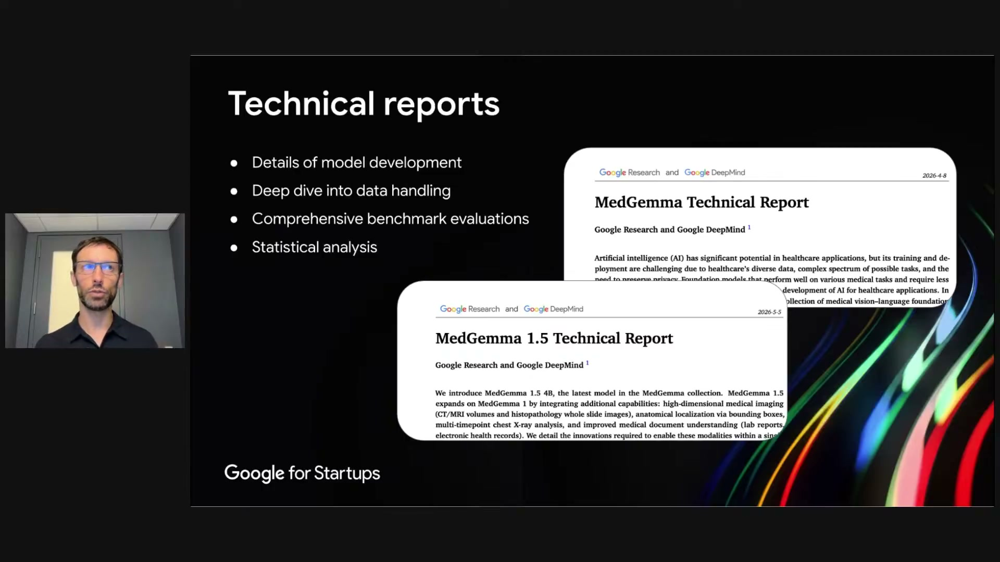 Technical reports
● Details of model development
● Deep dive into data handling
● Comprehensive benchmark evaluations
● Statistical analysis
Google Research and Google DeepMind
2026-4-8
MedGemma Technical Report
Google Research and Google DeepMind 1
Artificial intelligence (AI) has significant potential in healthcare applications, but its training and de-
ployment are challenging due to healthcare's diverse data, complex spectrum of possible tasks, and the
need to preserve privacy. Foundation models that perform well on various medical tasks and require less
development of AI for healthcare applications. In
collection of medical vision–language foundation
Google Research and Google DeepMind
2026-5-5
MedGemma 1.5 Technical Report
Google Research and Google DeepMind 1
We introduce MedGemma 1.5 4B, the latest model in the MedGemma collection. MedGemma 1.5
expands on MedGemma 1 by integrating additional capabilities: high-dimensional medical imaging
(CT/MRI volumes and histopathology whole slide images), anatomical localization via bounding boxes,
multi-timepoint chest X-ray analysis, and improved medical document understanding (lab reports,
electronic health records). We detail the innovations required to enable these modalities within a
Google for Startups